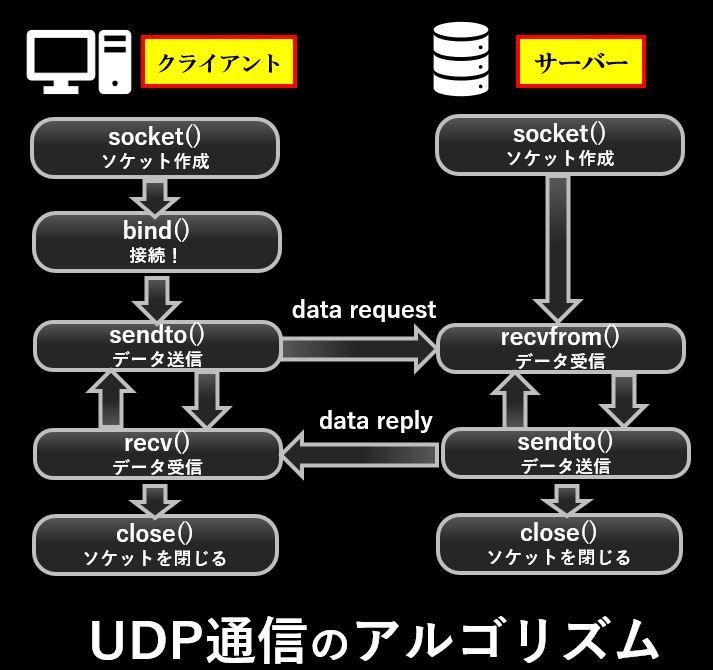 クライアント
サーバー
socket()
ソケット作成
socket()
ソケット作成
bind()
接続！
data request
sendto()
データ送信
recvfrom()
データ受信
data reply
recv()
データ受信
sendto()
データ送信
close()
ソケットを閉じる
close()
ソケットを閉じる
UDP通信のアルゴリズム